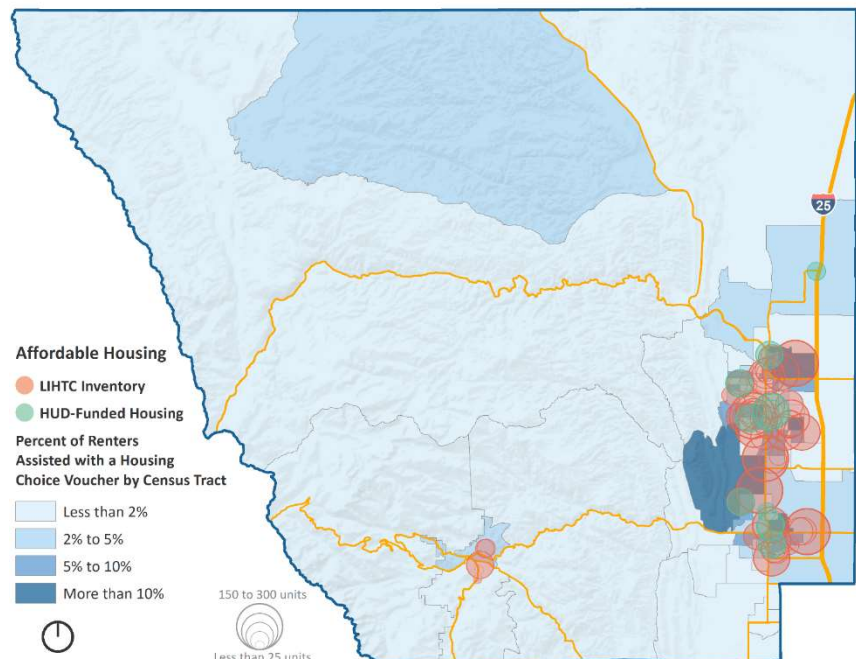 25
Affordable Housing
LIHTC Inventory
HUD-Funded Housing
Percent of Renters
Assisted with a Housing
Choice Voucher by Census Tract
Less than 2%
2% to 5%
5% to 10%
More than 10%
150 to 300 units
Less than 25 units